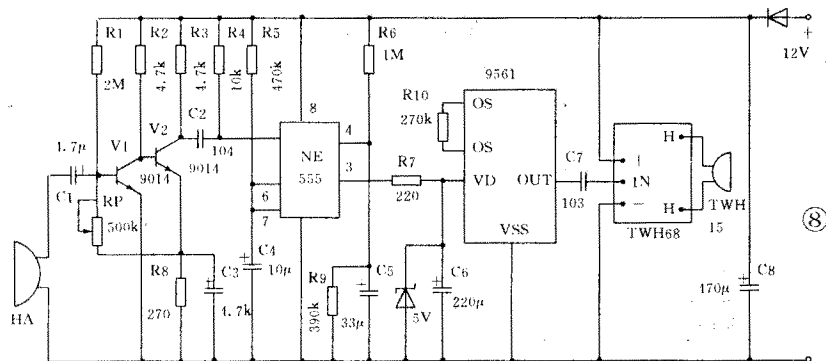 R1
R2
R3
R4
R5
R6
2M
4.7k
4.7k
10k
470k
1M
12V
9561
V1
V2
C2
104
8
4
NE
555
3
6
7
R10
270k
OS
OS
VD
OUT
VSS
C7
103
+
IN
−
H
H
TWH68
TWH
15
⑧
4.7μ
C1
9014
9014
RP
500k
R7
220
HA
R8
270
C3
4.7k
C4
10μ
R9
390k
C5
33μ
5V
C6
220μ
C8
470μ